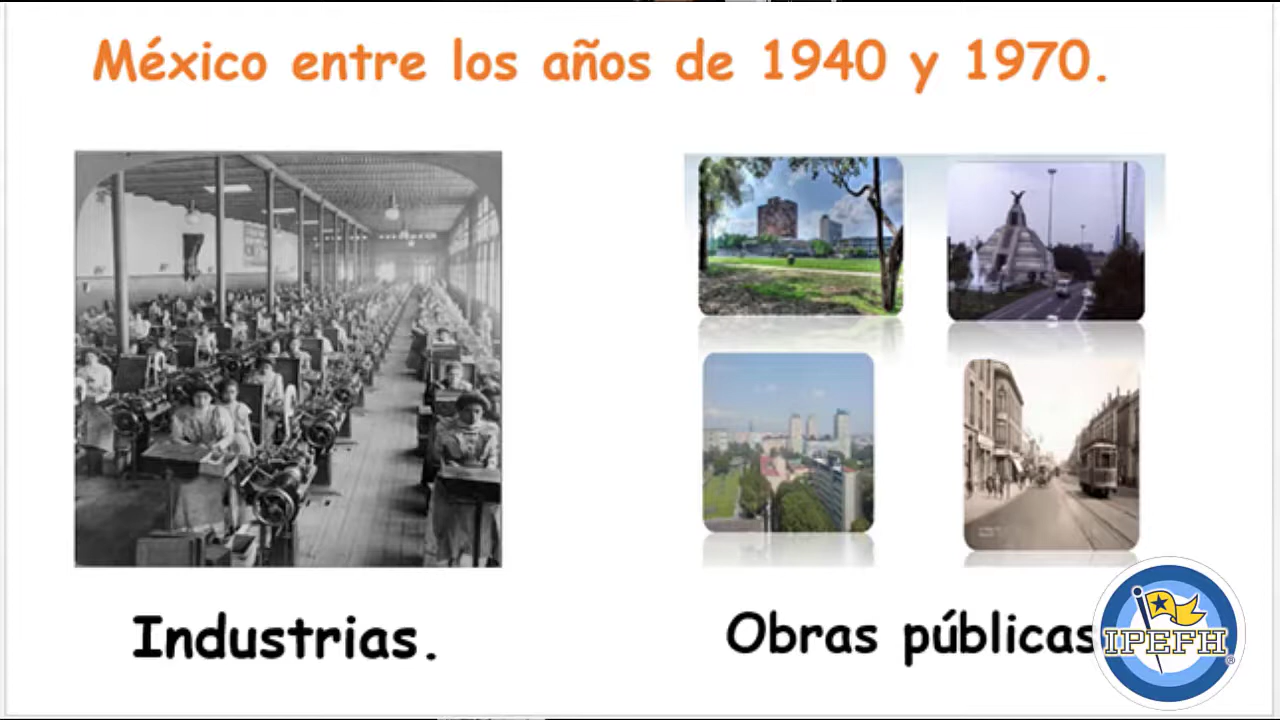 México entre los años de 1940 y 1970.
Industrias.
Obras públicas
IPEFH
®